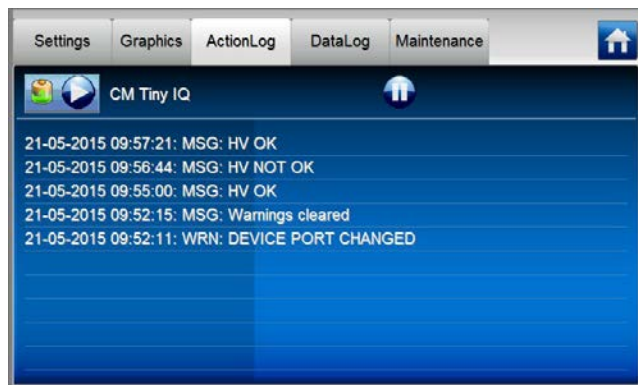 Settings Graphics ActionLog DataLog Maintenance
CM Tiny IQ
21-05-2015 09:57:21: MSG: HV OK
21-05-2015 09:56:44: MSG: HV NOT OK
21-05-2015 09:55:00: MSG: HV OK
21-05-2015 09:52:15: MSG: Warnings cleared
21-05-2015 09:52:11: WRN: DEVICE PORT CHANGED